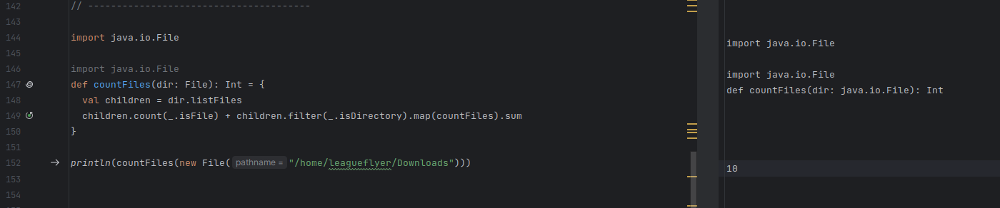 142 // ---------------------------------------
143
144 import java.io.File
145
146 import java.io.File
147 def countFiles(dir: File): Int = {
148 val children = dir.listFiles
149 children.count(_.isFile) + children.filter(_.isDirectory).map(countFiles).sum
150 }
151
152 println(countFiles(new File( pathname = "/home/leagueflyer/Downloads")))
153
154
import java.io.File
import java.io.File
def countFiles(dir: java.io.File): Int
10